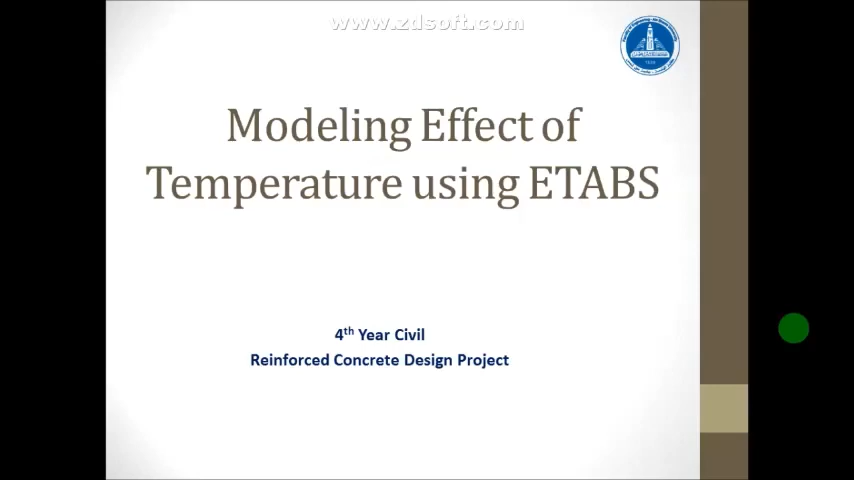 www.zdsoft.com
Modeling Effect of
Temperature using ETABS
4th Year Civil
Reinforced Concrete Design Project